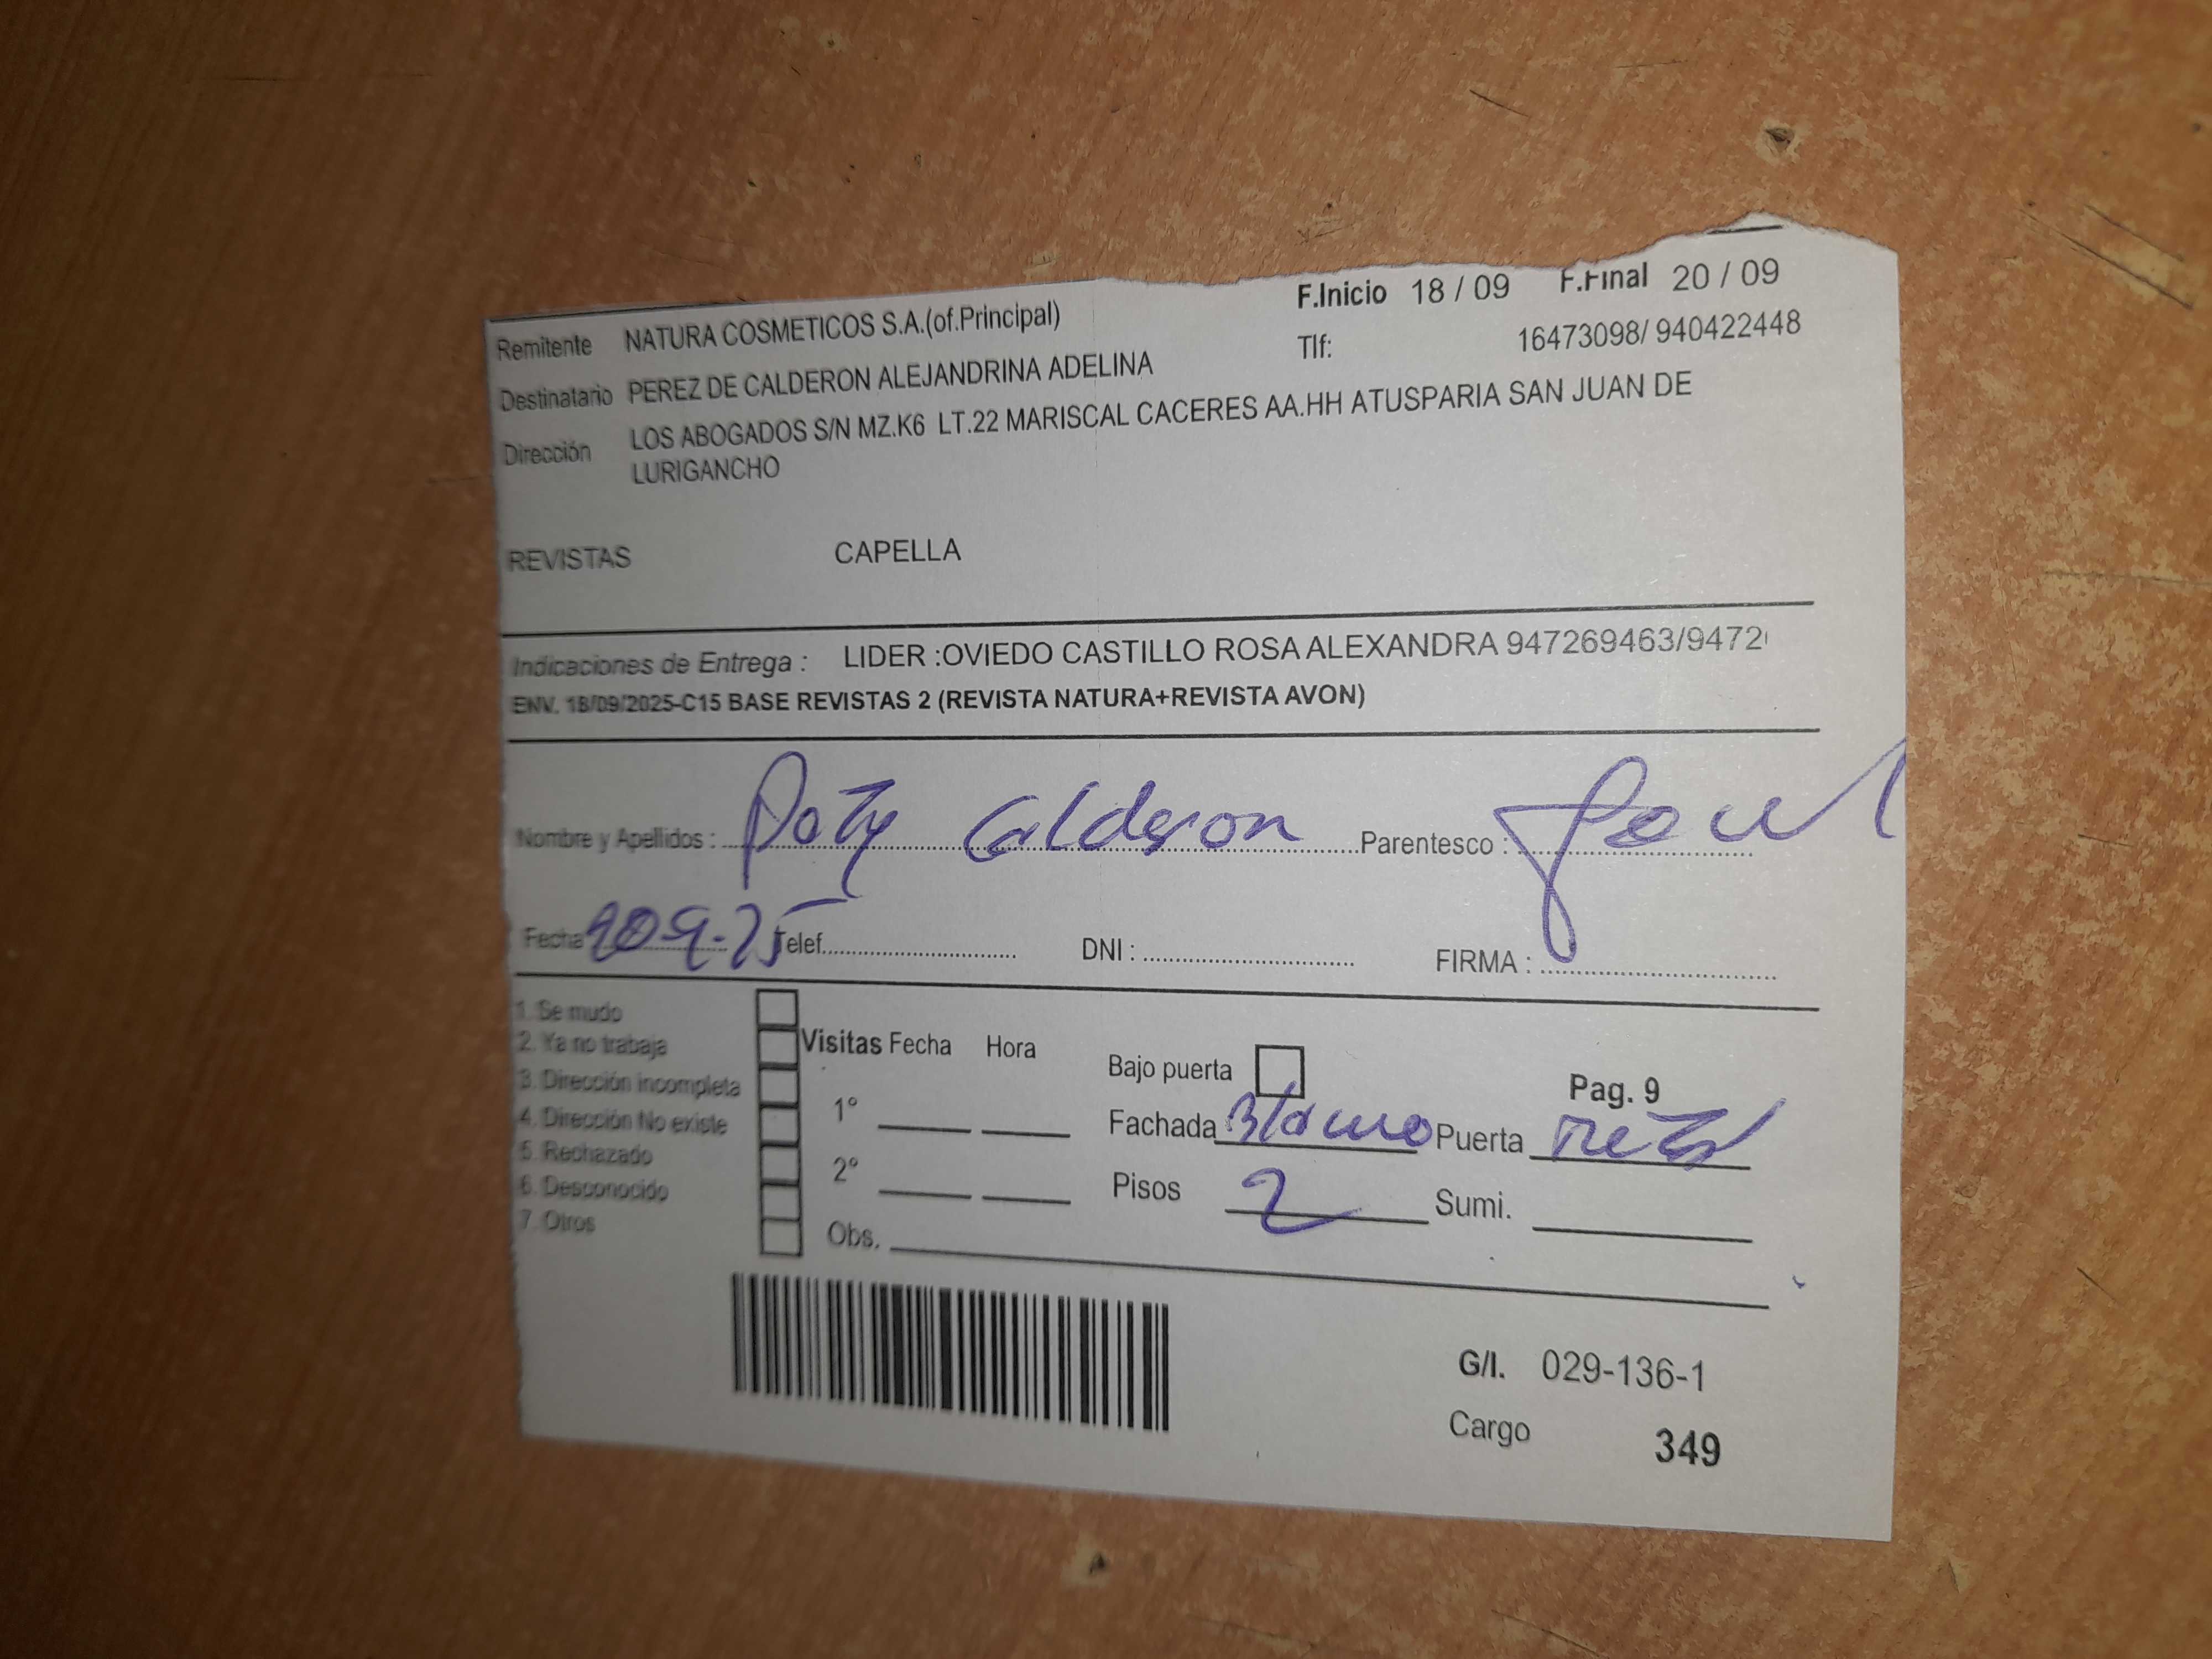 F.Inicio 18 / 09 F.Final 20 / 09
Remitente NATURA COSMETICOS S.A.(of.Principal)
Tlf: 16473098/ 940422448
Destinatario PEREZ DE CALDERON ALEJANDRINA ADELINA
Dirección LOS ABOGADOS S/N MZ.K6 LT.22 MARISCAL CACERES AA.HH ATUSPARIA SAN JUAN DE
LURIGANCHO
REVISTAS CAPELLA
Indicaciones de Entrega : LIDER :OVIEDO CASTILLO ROSA ALEXANDRA 947269463/9472
ENV. 18/09/2025-C15 BASE REVISTAS 2 (REVISTA NATURA+REVISTA AVON)
Nombre y Apellidos : Paty Calderon Parentesco :
Fecha Telef. DNI : FIRMA :
1. Se mudo
2. Ya no trabaja
3. Dirección incompleta
4. Dirección No existe
5. Rechazado
6. Desconocido
7. Otros
Visitas Fecha Hora
1°
2°
Obs.
Bajo puerta
Pag. 9
Fachada Blanco Puerta Metal
Pisos 2 Sumi.
G/I. 029-136-1
Cargo 349